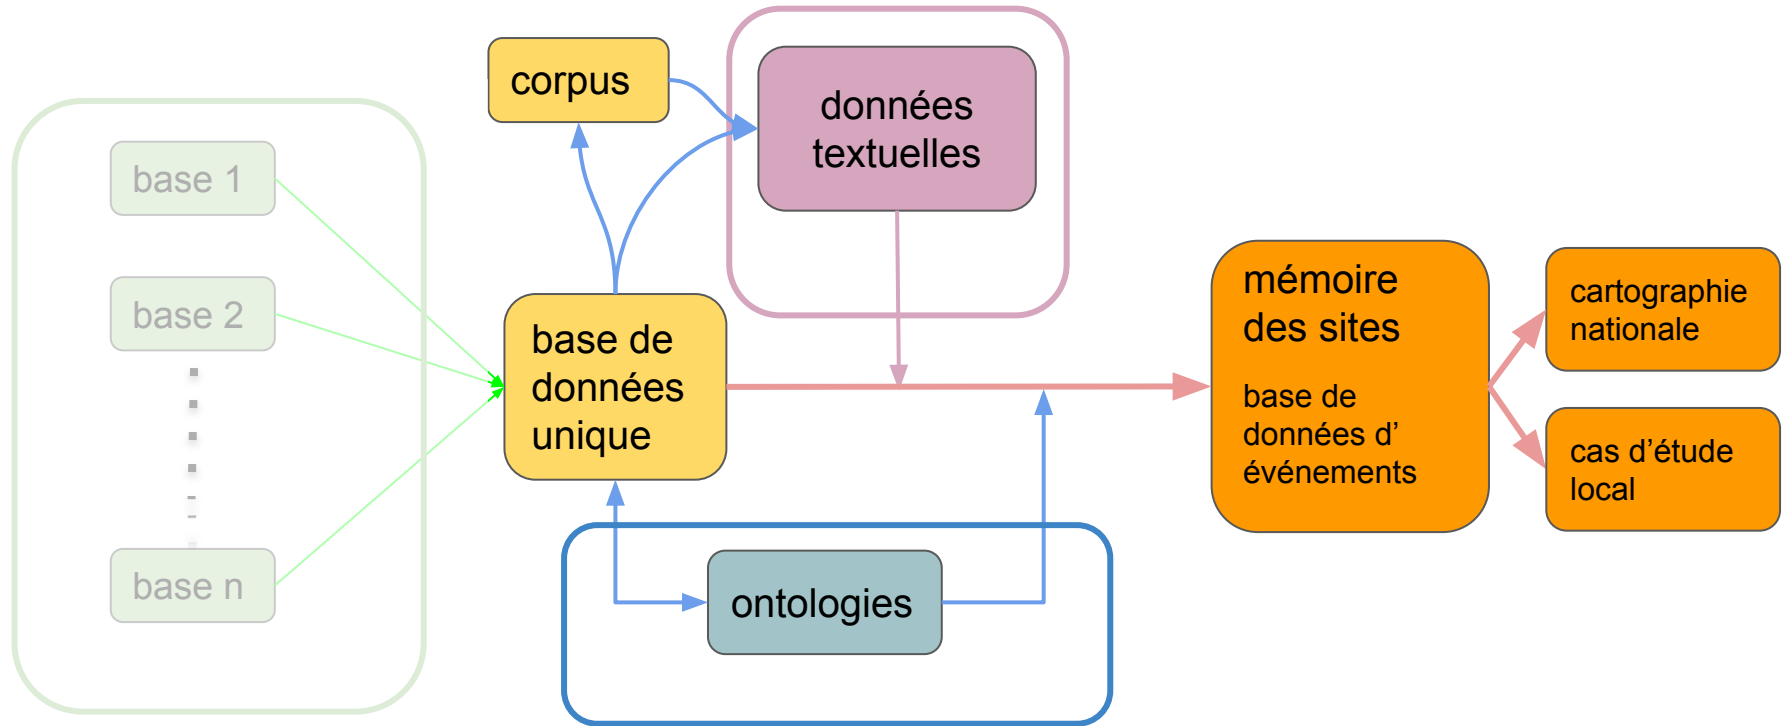 base 1
base 2
base n
corpus
base de
données
unique
données
textuelles
ontologies
mémoire
des sites
base de
données d’
événements
cartographie
nationale
cas d’étude
local